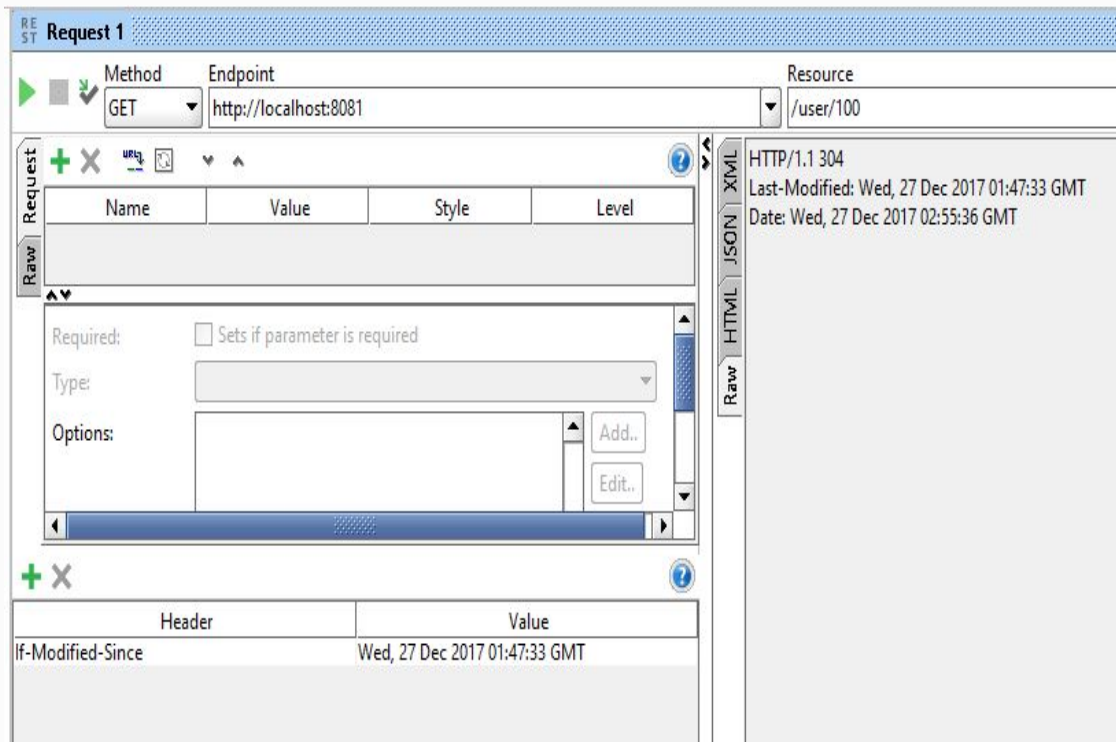 RE
ST
Request 1
Method
Endpoint
Resource
GET
http://localhost:8081
/user/100
Request
Raw
URL
Name
Value
Style
Level
Required:
Sets if parameter is required
Type:
Options:
Add..
Edit..
Header
Value
If-Modified-Since
Wed, 27 Dec 2017 01:47:33 GMT
XML
JSON
HTML
Raw
HTTP/1.1 304
Last-Modified: Wed, 27 Dec 2017 01:47:33 GMT
Date: Wed, 27 Dec 2017 02:55:36 GMT